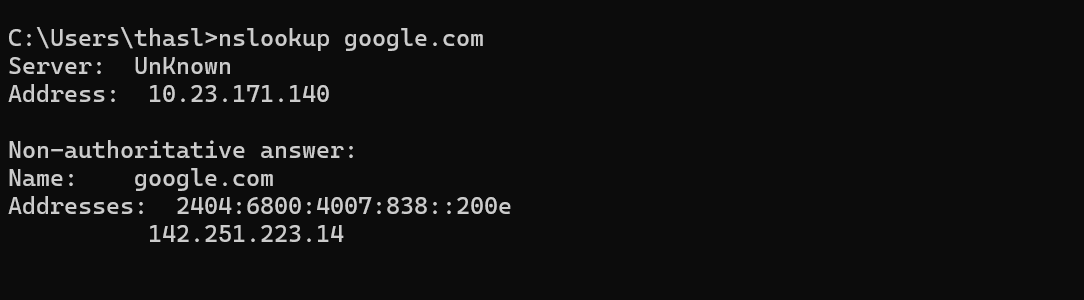 C:\Users\thasl>nslookup google.com
Server:  UnKnown
Address:  10.23.171.140

Non-authoritative answer:
Name:    google.com
Addresses:  2404:6800:4007:838::200e
          142.251.223.14